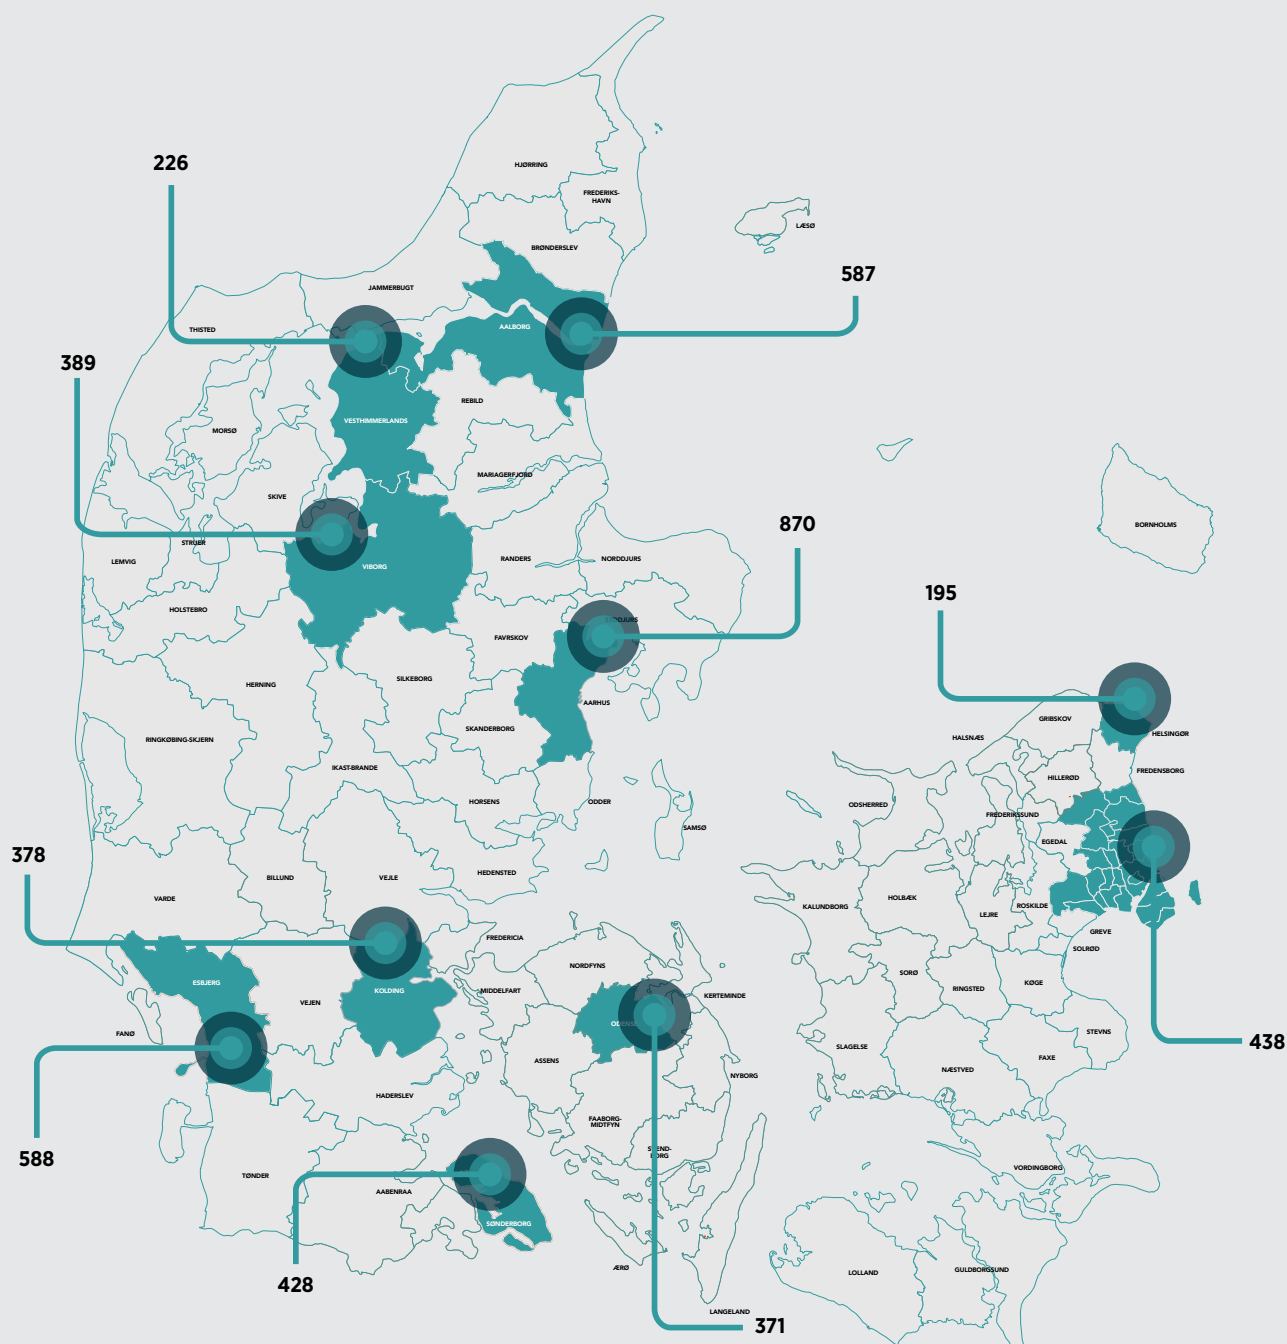 HJØRRING
226
FREDERIKS-
HAVN
LÆSØ
BRØNDERSLEV
587
JAMMERBUGT
THISTED
AALBORG
389
REBILD
VESTHIMMERLANDS
MORSØ
MARIAGERFJORD
SKIVE
870
BORNHOLMS
STRUER
LEMVIG
RANDERS
NORDDJURS
VIBORG
195
HOLSTEBRO
SYDDJURS
FAVRSKOV
SILKEBORG
HERNING
AARHUS
GRIBSKOV
SKANDERBORG
HELSINGØR
HALSNÆS
RINGKØBING-SKJERN
IKAST-BRANDE
FREDENSBORG
HILLERØD
HORSENS
ODDER
ODSHERRED
FREDERIKSSUND
SAMSØ
EGEDAL
378
HEDENSTED
BILLUND
VEJLE
VARDE
HOLBÆK
KALUNDBORG
ROSKILDE
LEJRE
GREVE
FREDERICIA
SOLRØD
NORDFYNS
SORØ
ESBJERG
KØGE
RINGSTED
KOLDING
MIDDELFART
KERTEMINDE
VEJEN
ODENSE
FANØ
STEVNS
438
SLAGELSE
FAXE
ASSENS
NÆSTVED
NYBORG
HADERSLEV
FAABORG-
MIDTFYN
SVEND-
BORG
588
VORDINGBORG
TØNDER
AABENRAA
SØNDERBORG
ÆRØ
GULDBORGSUND
LOLLAND
428
LANGELAND
371